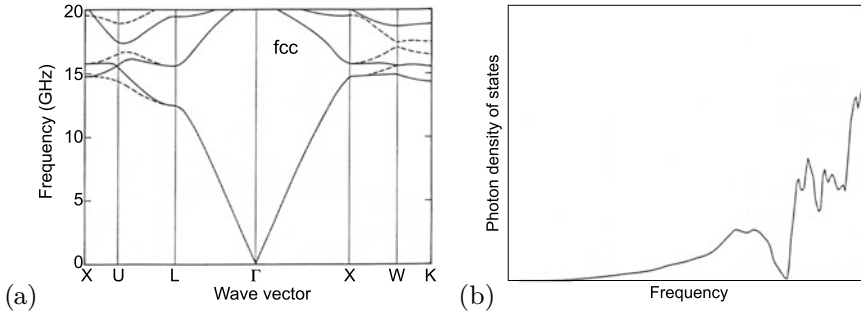 20
15
10
5
0
Frequency (GHz)
fcc
X U L Γ X W K
Wave vector
(a)
Photon density of states
Frequency
(b)